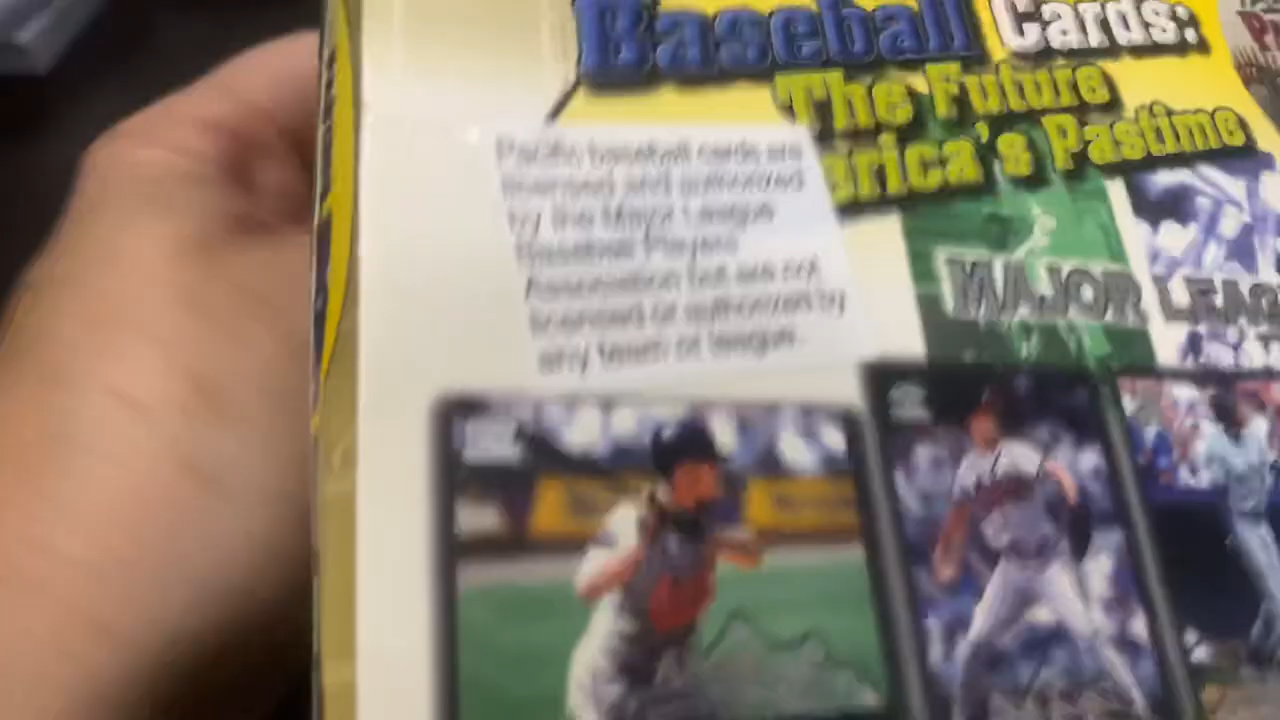 Baseball Cards:
The Future
erica's Pastime
Pacific baseball cards are
licensed and authorized
by the Major League
Baseball Players
Association but are not
licensed or authorized by
any team or league.
MAJOR LEAG